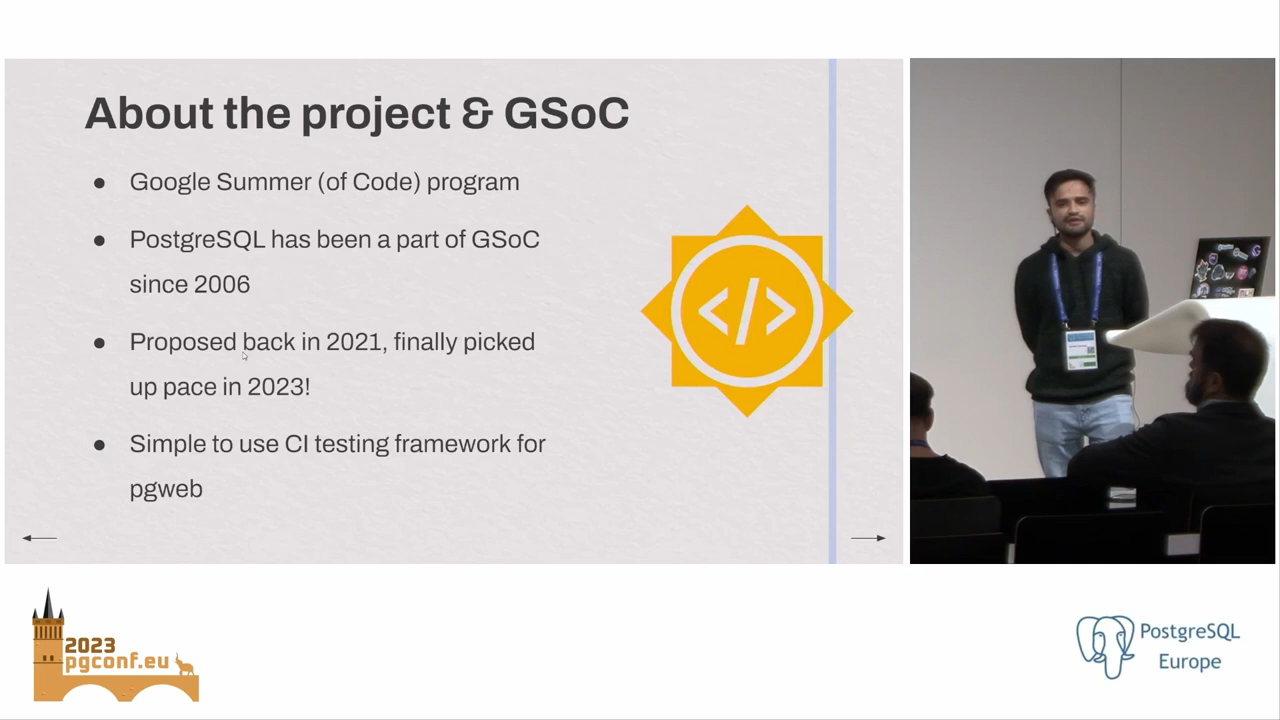 About the project & GSoC
● Google Summer (of Code) program
● PostgreSQL has been a part of GSoC
since 2006
● Proposed back in 2021, finally picked
up pace in 2023!
● Simple to use CI testing framework for
pgweb
</>
2023
pgconf.eu
PostgreSQL
Europe